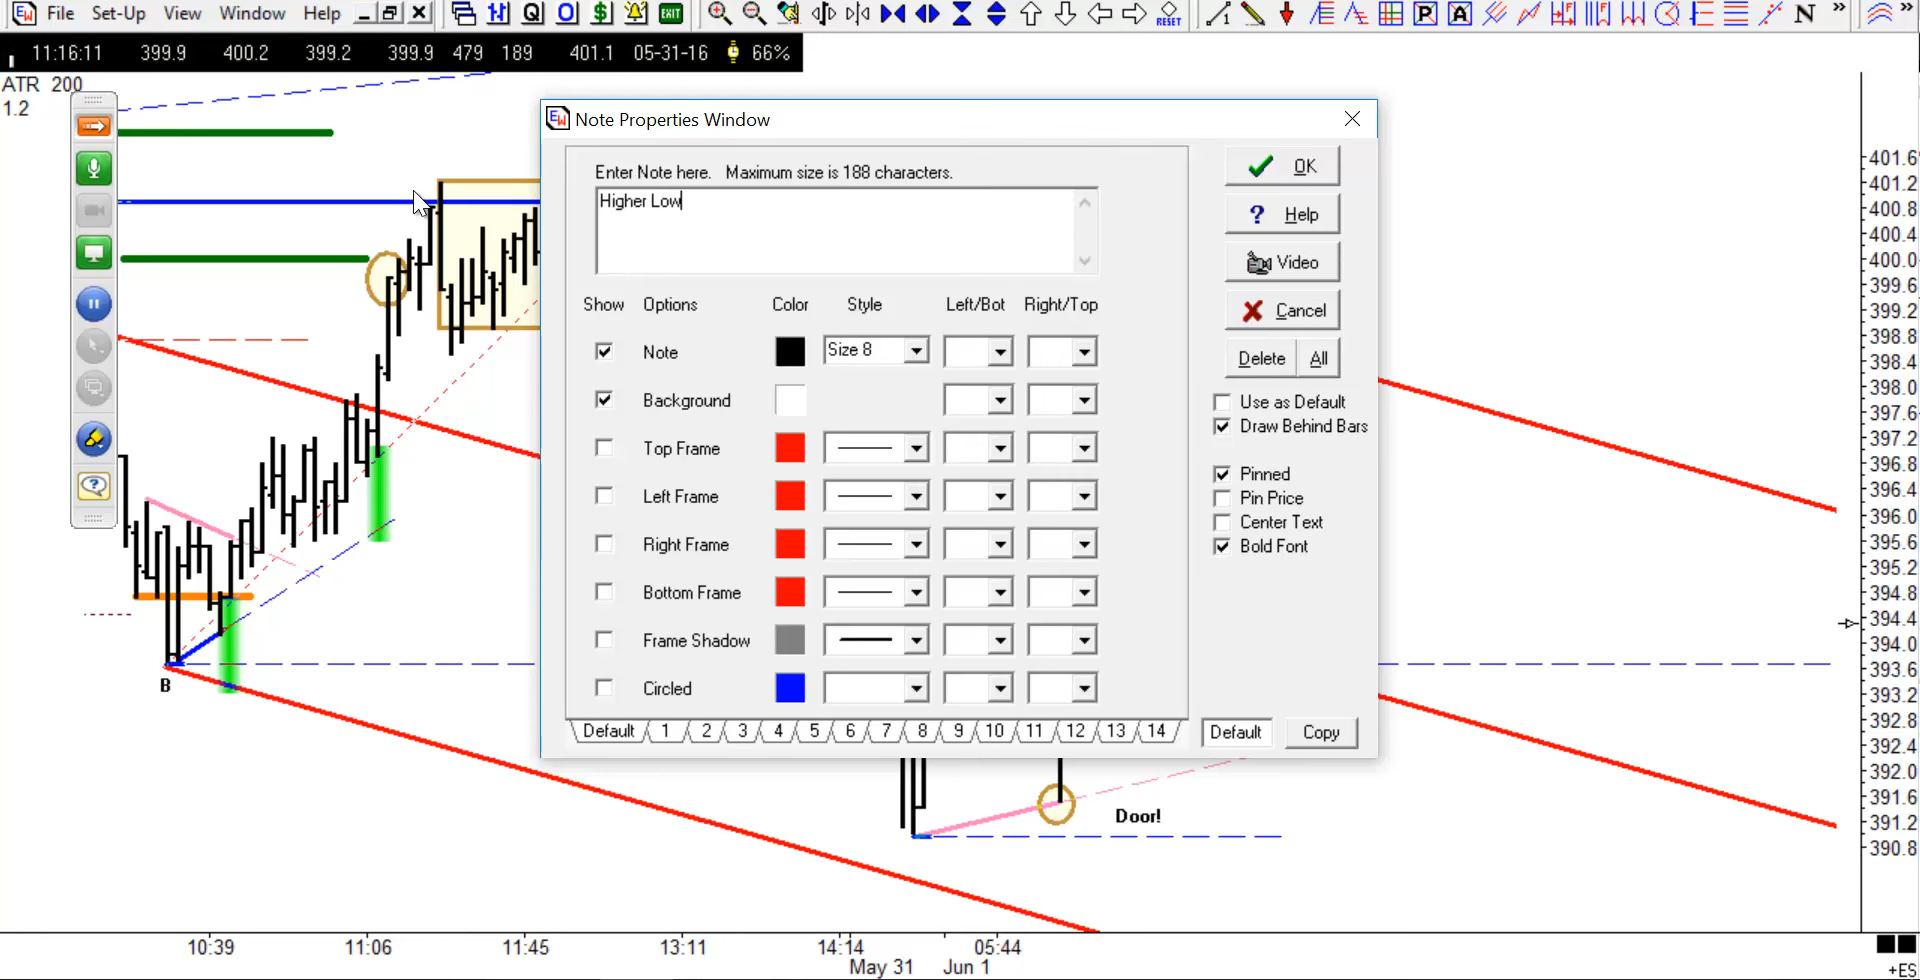 File Set-Up View Window Help
EXIT RESET P A N
11:16:11 399.9 400.2 399.2 399.9 479 189 401.1 05-31-16 66%
ATR 200
1.2
Note Properties Window
Enter Note here. Maximum size is 188 characters.
Higher Low
Show Options Color Style Left/Bot Right/Top
Note Size 8
Background
Top Frame
Left Frame
Right Frame
Bottom Frame
Frame Shadow
Circled
Default 1 2 3 4 5 6 7 8 9 10 11 12 13 14
OK
Help
Video
Cancel
Delete All
Use as Default
Draw Behind Bars
Pinned
Pin Price
Center Text
Bold Font
Default Copy
B
Door!
401.6
401.2
400.8
400.4
400.0
399.6
399.2
398.8
398.4
398.0
397.6
397.2
396.8
396.4
396.0
395.6
395.2
394.8
394.4
394.0
393.6
393.2
392.8
392.4
392.0
391.6
391.2
390.8
10:39 11:06 11:45 13:11 14:14 05:44
May 31 Jun 1
+ES